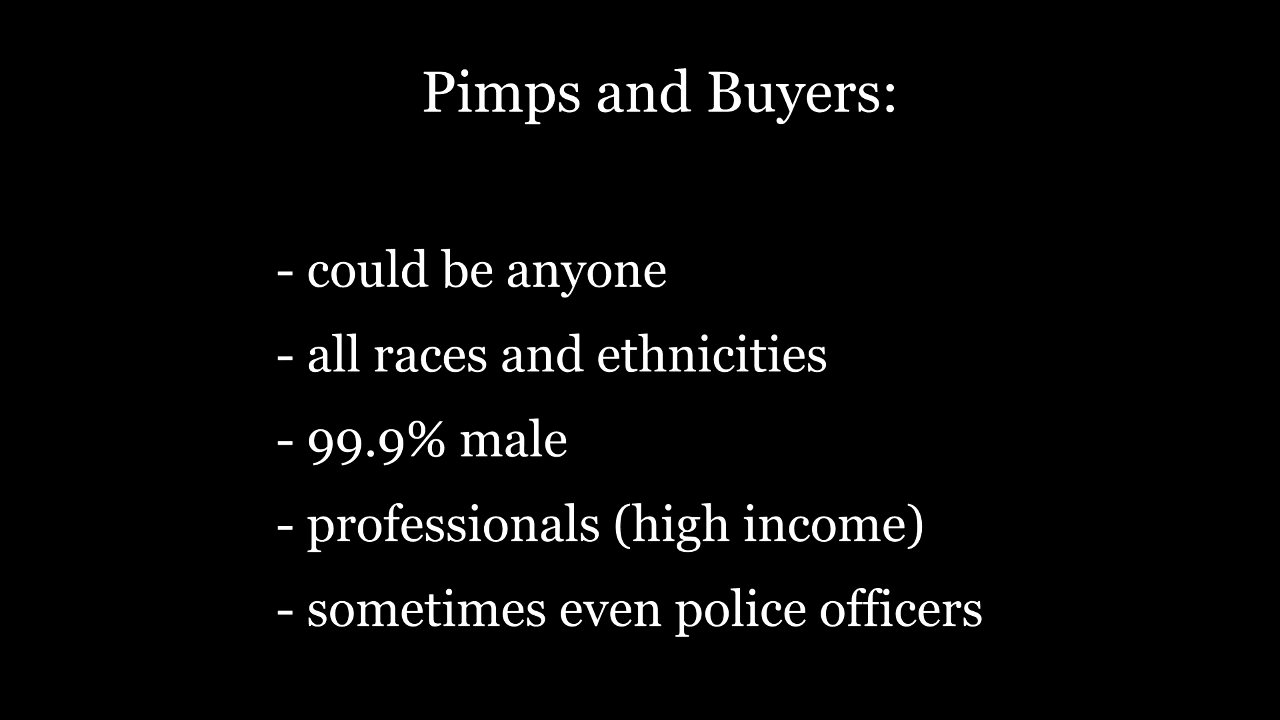 Pimps and Buyers:
- could be anyone
- all races and ethnicities
- 99.9% male
- professionals (high income)
- sometimes even police officers